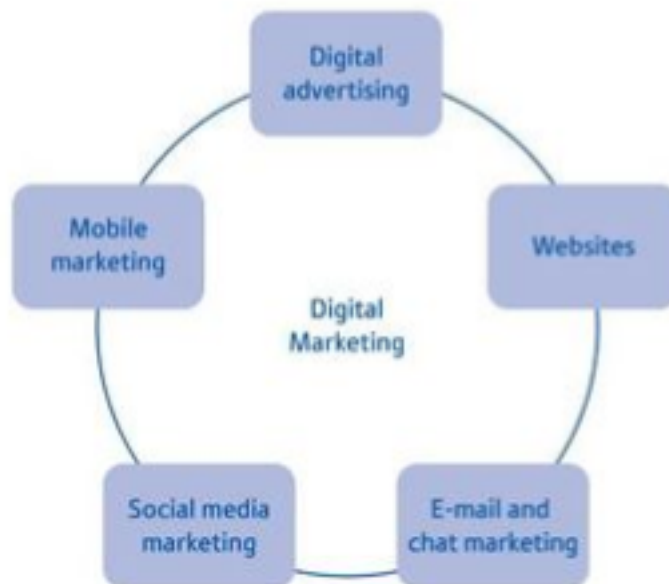 Digital
advertising
Mobile
marketing
Websites
Digital
Marketing
Social media
marketing
E-mail and
chat marketing